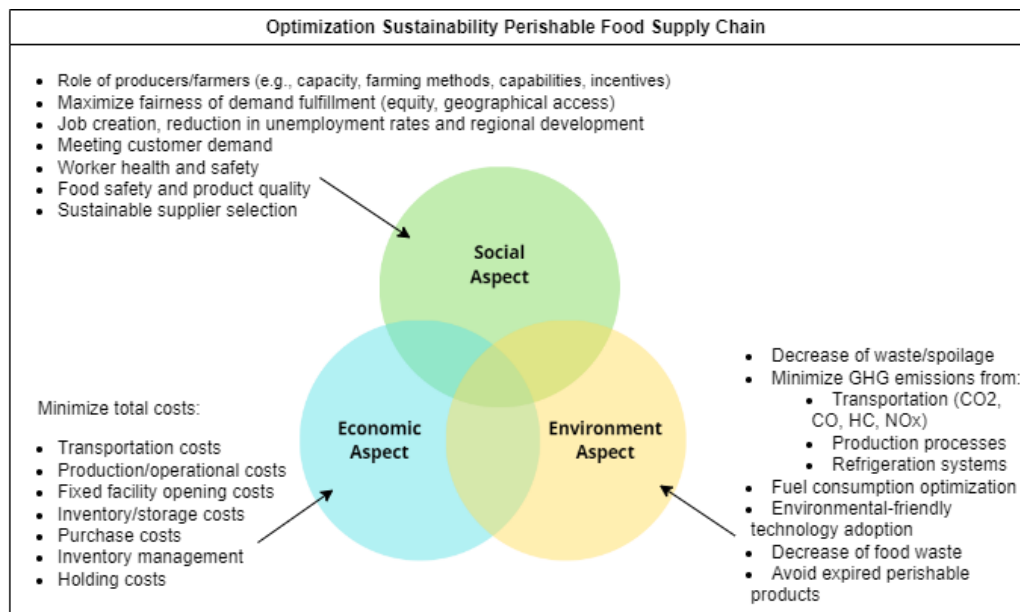 Optimization Sustainability Perishable Food Supply Chain
• Role of producers/farmers (e.g., capacity, farming methods, capabilities, incentives)
• Maximize fairness of demand fulfillment (equity, geographical access)
• Job creation, reduction in unemployment rates and regional development
• Meeting customer demand
• Worker health and safety
• Food safety and product quality
• Sustainable supplier selection
Social
Aspect
Minimize total costs:
• Transportation costs
• Production/operational costs
• Fixed facility opening costs
• Inventory/storage costs
• Purchase costs
• Inventory management
• Holding costs
Economic
Aspect
Environment
Aspect
• Decrease of waste/spoilage
• Minimize GHG emissions from:
• Transportation (CO2,
CO, HC, NOx)
• Production processes
• Refrigeration systems
• Fuel consumption optimization
• Environmental-friendly
technology adoption
• Decrease of food waste
• Avoid expired perishable
products